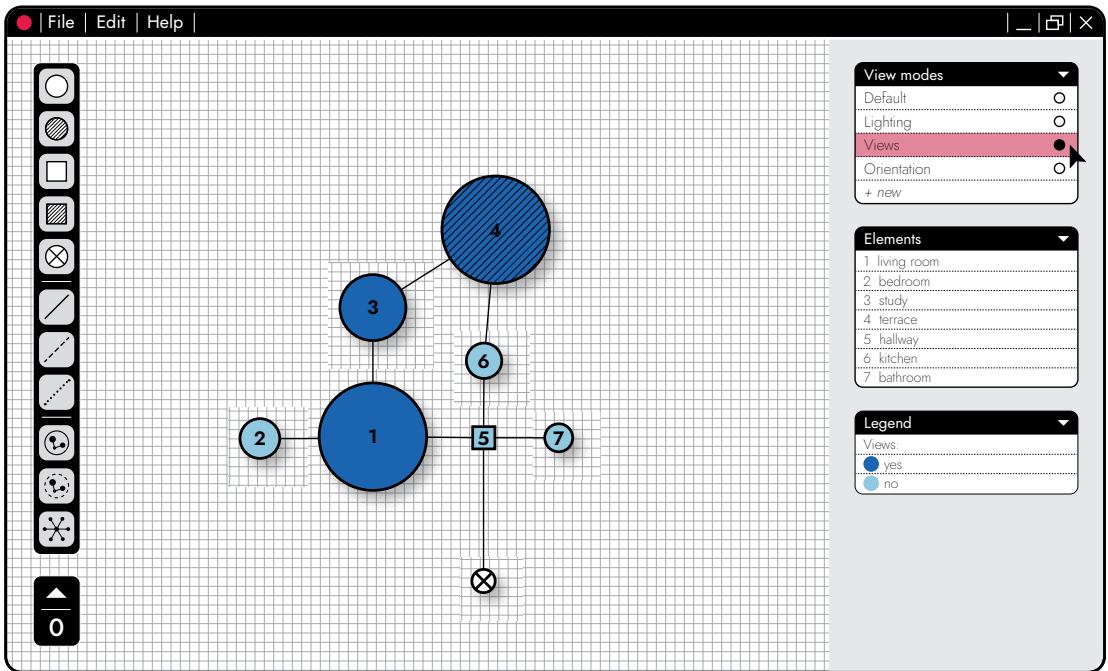 File Edit Help
View modes
Default
Lighting
Views
Orientation
+ new
Elements
1 living room
2 bedroom
3 study
4 terrace
5 hallway
6 kitchen
7 bathroom
Legend
Views:
yes
no
4
3
6
2
1
5
7
0